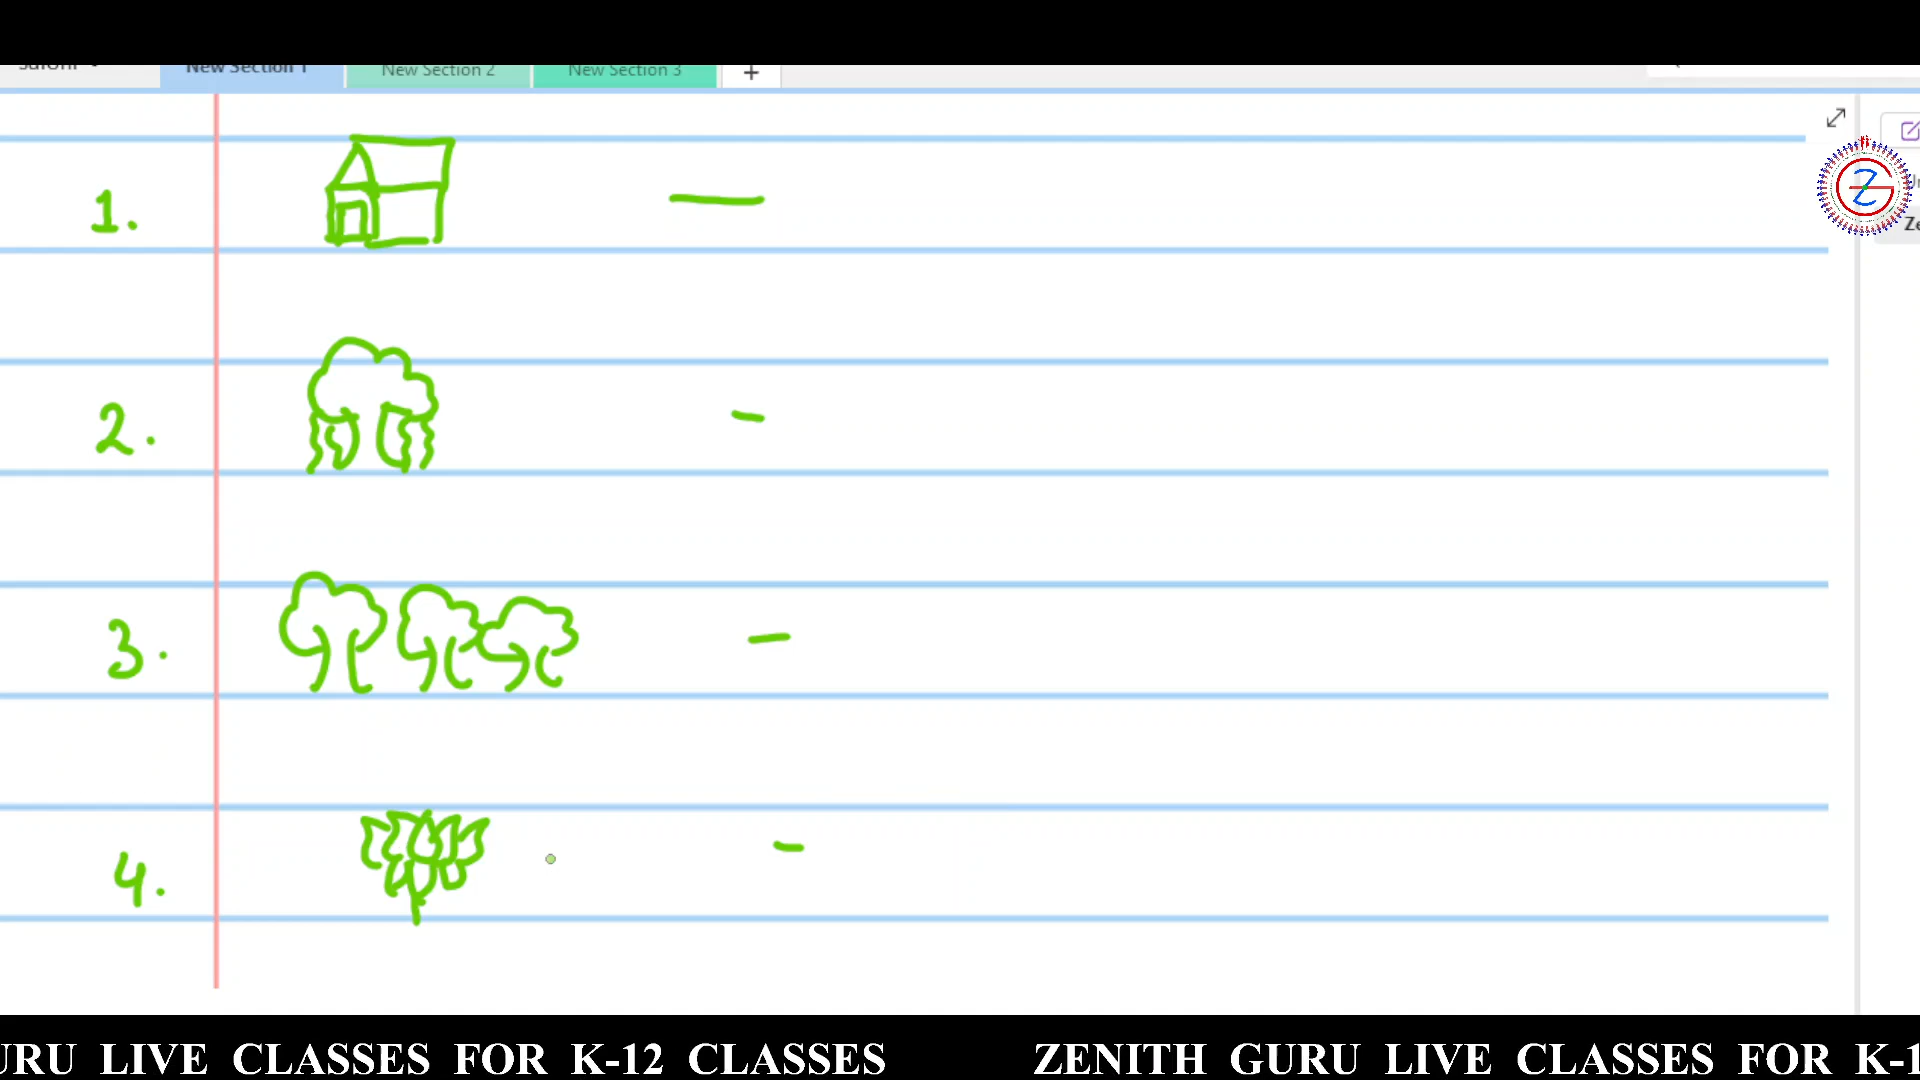 New Section 1 New Section 2 New Section 3 +
1. —
2. -
3. -
4. -
URU LIVE CLASSES FOR K-12 CLASSES ZENITH GURU LIVE CLASSES FOR K-1